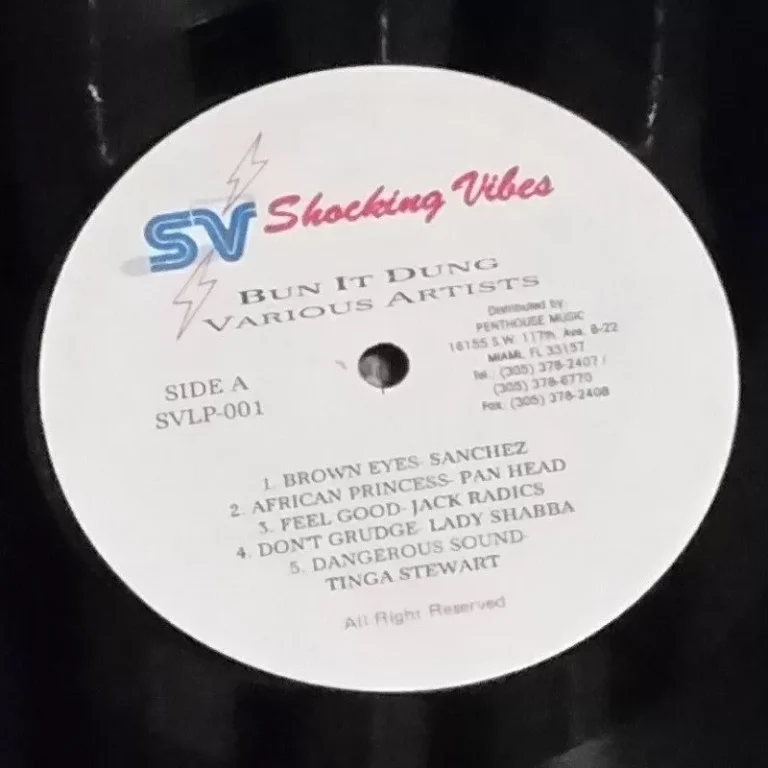 SV Shocking Vibes
BUN IT DUNG
VARIOUS ARTISTS
Distributed by:
PENTHOUSE MUSIC
16155 S.W. 117th Ave. B-22
MIAMI, FL 33157
Tel.: (305) 378-2407 /
(305) 378-6770
Fax: (305) 378-2408
SIDE A
SVLP-001
1. BROWN EYES- SANCHEZ
2. AFRICAN PRINCESS- PAN HEAD
3. FEEL GOOD- JACK RADICS
4. DON'T GRUDGE- LADY SHABBA
5. DANGEROUS SOUND-
TINGA STEWART
All Right Reserved